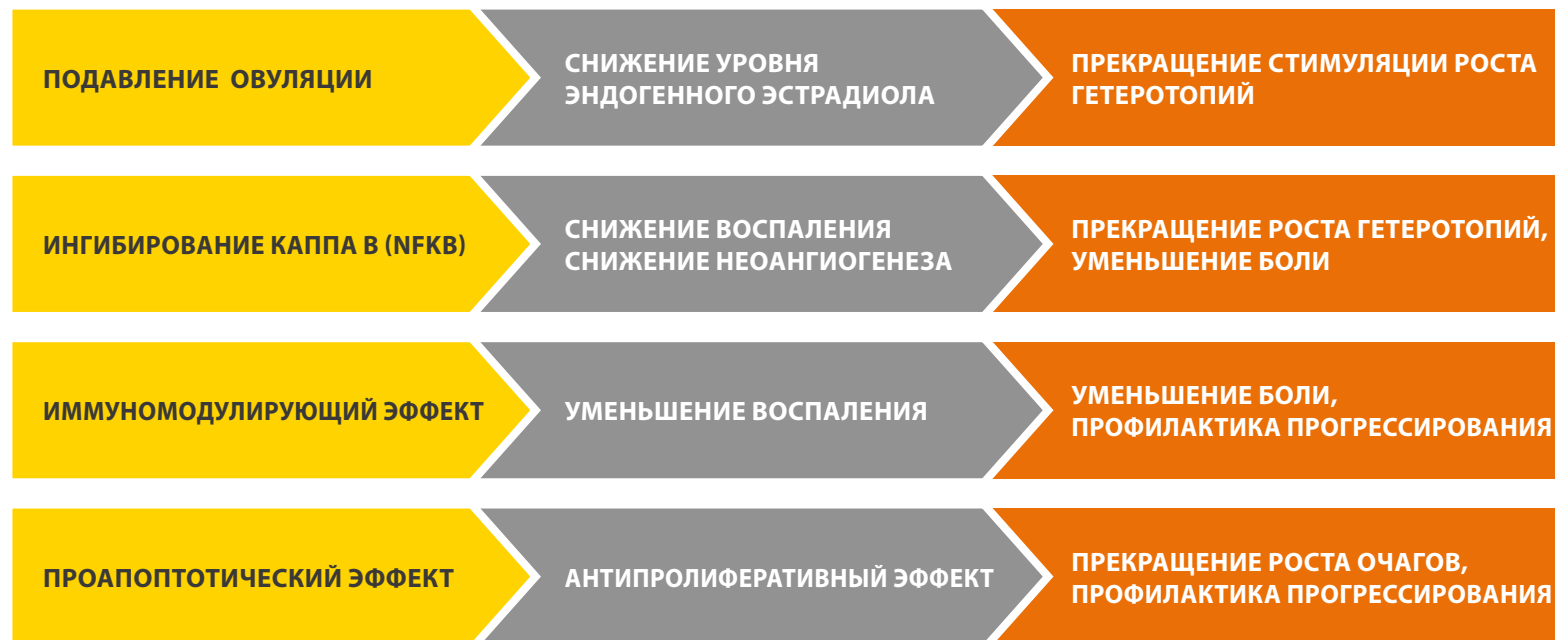 ПОДАВЛЕНИЕ ОВУЛЯЦИИ
СНИЖЕНИЕ УРОВНЯ
ЭНДОГЕННОГО ЭСТРАДИОЛА
ПРЕКРАЩЕНИЕ СТИМУЛЯЦИИ РОСТА
ГЕТЕРОТОПИЙ
ИНГИБИРОВАНИЕ КАППА В (NFKB)
СНИЖЕНИЕ ВОСПАЛЕНИЯ
СНИЖЕНИЕ НЕОАНГИОГЕНЕЗА
ПРЕКРАЩЕНИЕ РОСТА ГЕТЕРОТОПИЙ,
УМЕНЬШЕНИЕ БОЛИ
ИММУНОМОДУЛИРУЮЩИЙ ЭФФЕКТ
УМЕНЬШЕНИЕ ВОСПАЛЕНИЯ
УМЕНЬШЕНИЕ БОЛИ,
ПРОФИЛАКТИКА ПРОГРЕССИРОВАНИЯ
ПРОАПОПТОТИЧЕСКИЙ ЭФФЕКТ
АНТИПРОЛИФЕРАТИВНЫЙ ЭФФЕКТ
ПРЕКРАЩЕНИЕ РОСТА ОЧАГОВ,
ПРОФИЛАКТИКА ПРОГРЕССИРОВАНИЯ